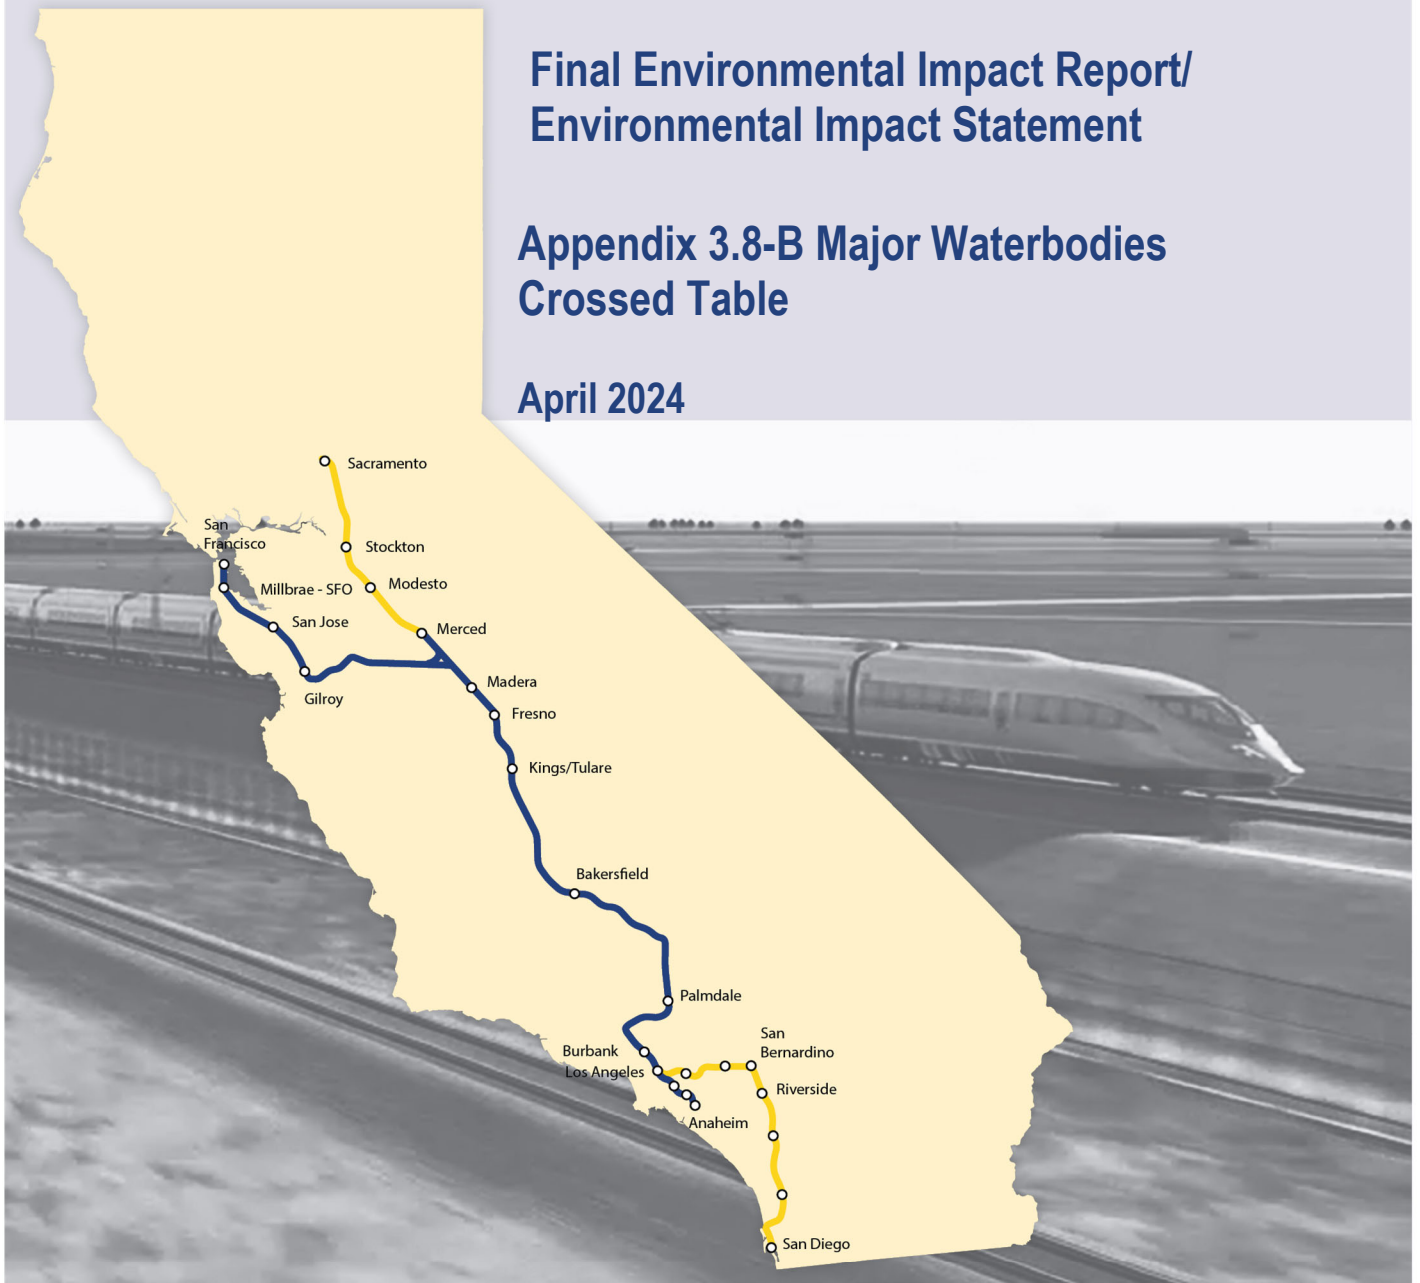 Final Environmental Impact Report/
Environmental Impact Statement
Appendix 3.8-B Major Waterbodies
Crossed Table
April 2024
Sacramento
San
Francisco
Stockton
Modesto
Millbrae - SFO
San Jose
Merced
Gilroy
Madera
Fresno
Kings/Tulare
Bakersfield
Palmdale
San
Bernardino
Burbank
Los Angeles
Riverside
Anaheim
San Diego